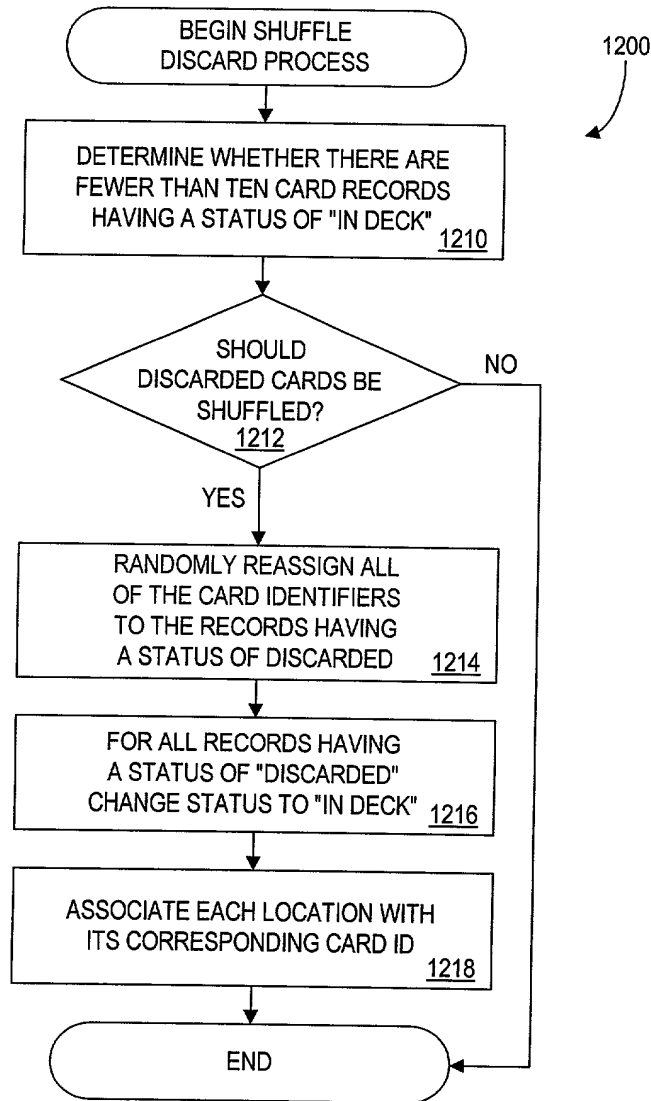 BEGIN SHUFFLE
DISCARD PROCESS
1200
DETERMINE WHETHER THERE ARE
FEWER THAN TEN CARD RECORDS
HAVING A STATUS OF "IN DECK"
1210
SHOULD
DISCARDED CARDS BE
SHUFFLED?
1212
NO
YES
RANDOMLY REASSIGN ALL
OF THE CARD IDENTIFIERS
TO THE RECORDS HAVING
A STATUS OF DISCARDED
1214
FOR ALL RECORDS HAVING
A STATUS OF "DISCARDED"
CHANGE STATUS TO "IN DECK"
1216
ASSOCIATE EACH LOCATION WITH
ITS CORRESPONDING CARD ID
1218
END